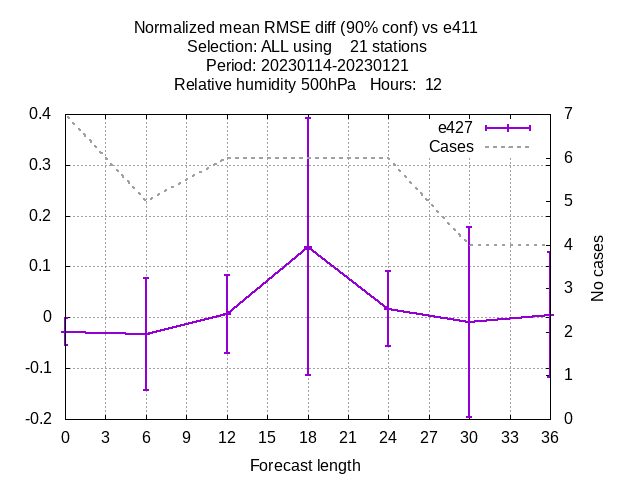 Normalized mean RMSE diff (90% conf) vs e411
Selection: ALL using    21 stations
Period: 20230114-20230121
Relative humidity 500hPa   Hours:  12
0.4
0.3
0.2
0.1
0
-0.1
-0.2
7
6
5
4
3
2
1
0
e427
Cases
No cases
0 3 6 9 12 15 18 21 24 27 30 33 36
Forecast length